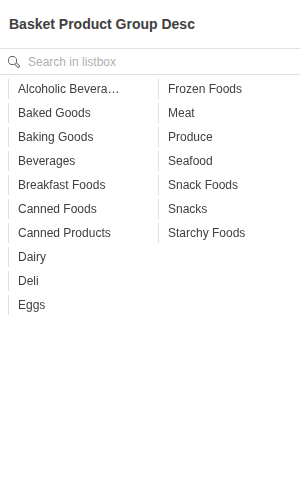 Basket Product Group Desc
Search in listbox
Alcoholic Bevera…
Baked Goods
Baking Goods
Beverages
Breakfast Foods
Canned Foods
Canned Products
Dairy
Deli
Eggs
Frozen Foods
Meat
Produce
Seafood
Snack Foods
Snacks
Starchy Foods